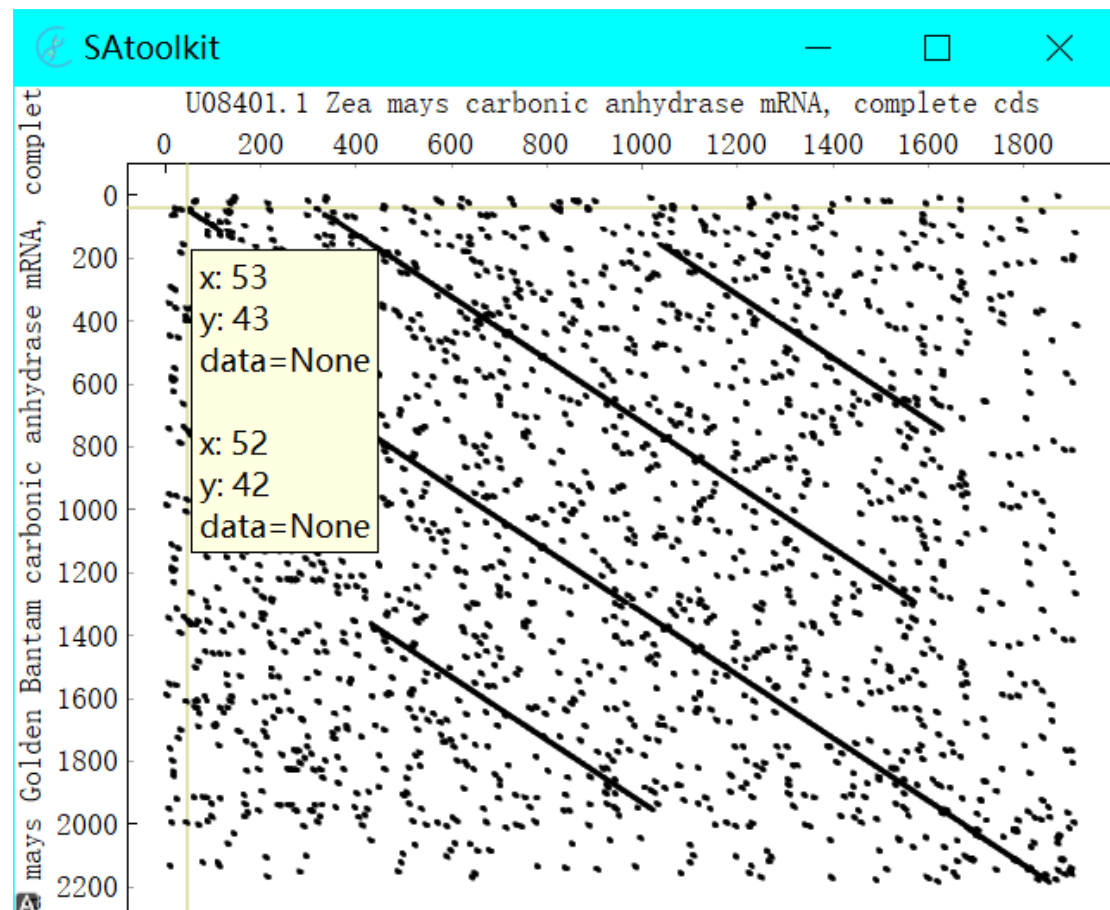 SAtoolkit
U08401.1 Zea mays carbonic anhydrase mRNA, complete cds
0 200 400 600 800 1000 1200 1400 1600 1800
mays Golden Bantam carbonic anhydrase mRNA, complet
0
200
400
600
800
1000
1200
1400
1600
1800
2000
2200
x: 53
y: 43
data=None
x: 52
y: 42
data=None
A